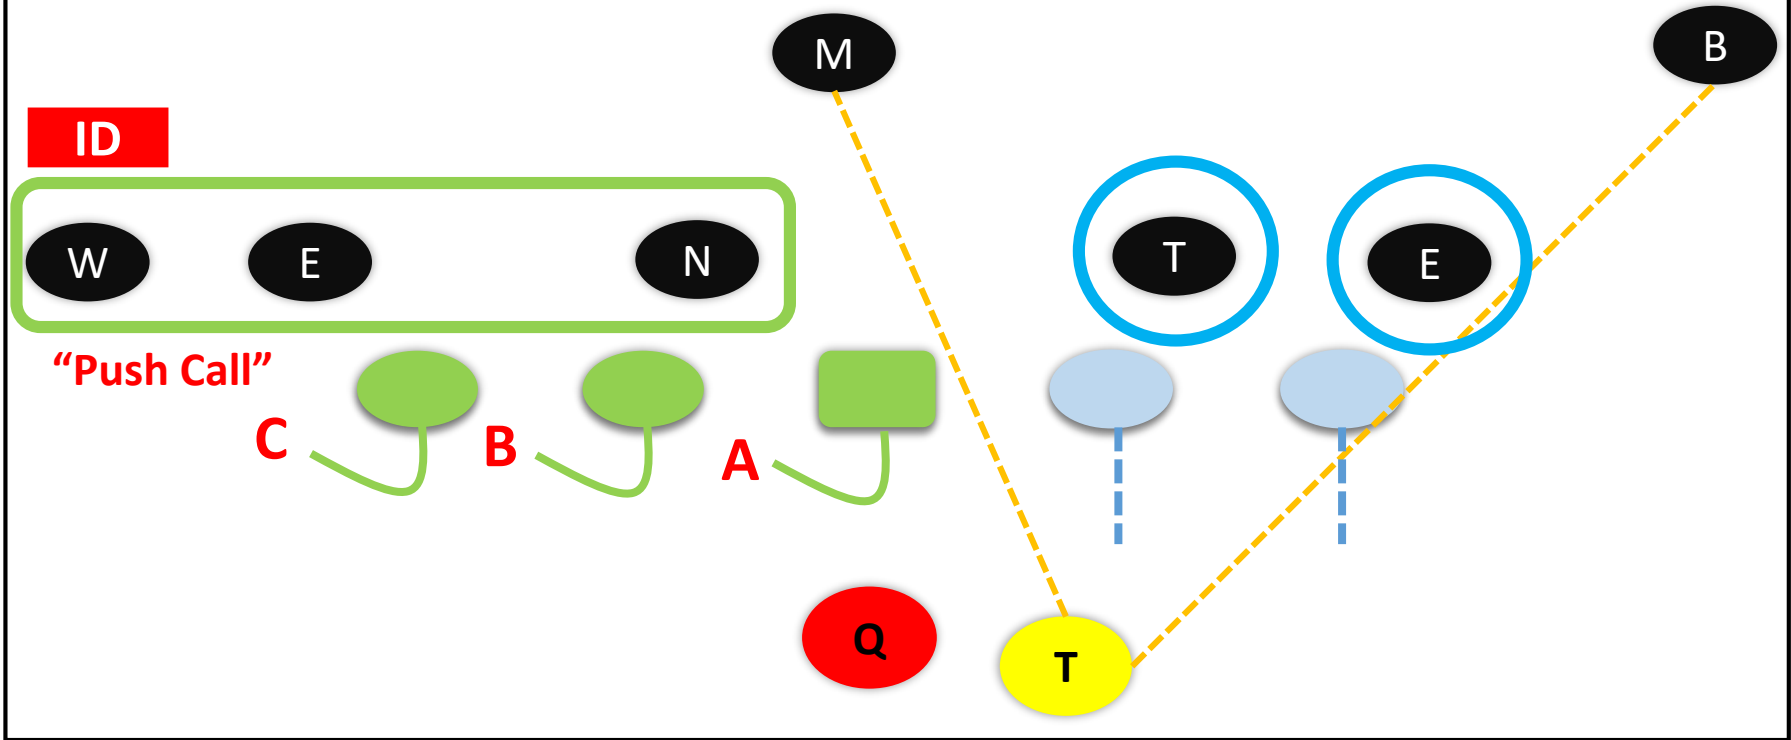 M
B
ID
W E N T E
“Push Call”
C B A
Q T